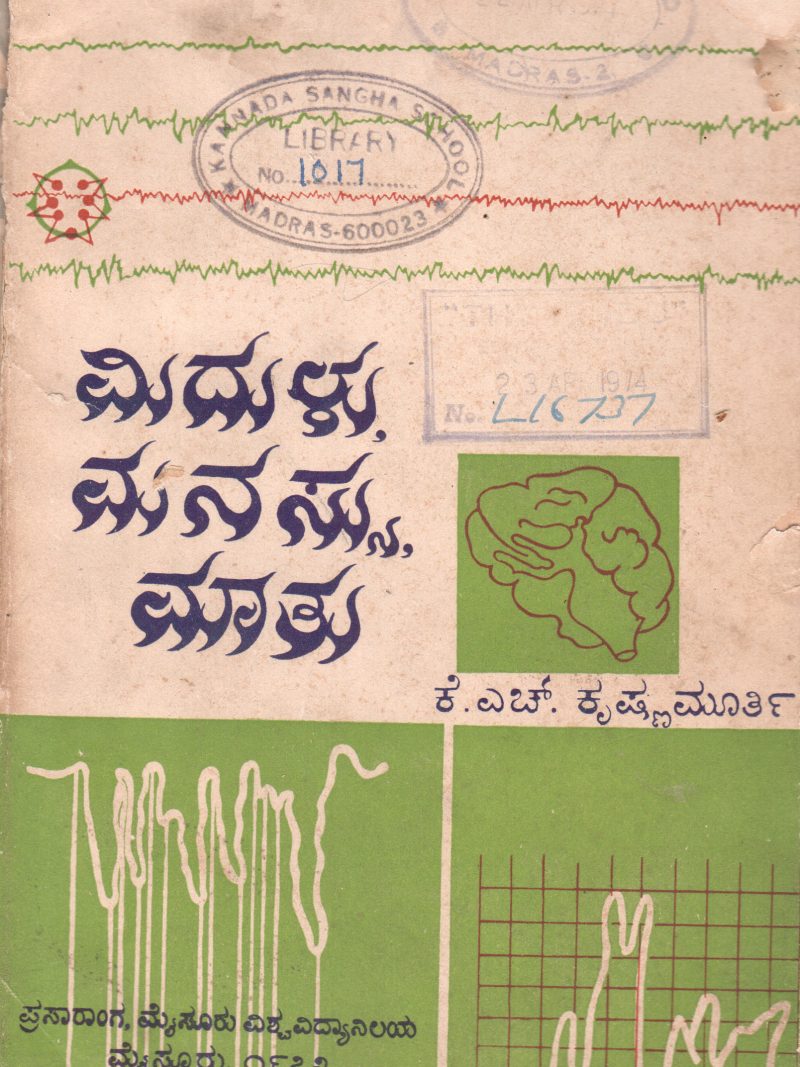 MADRAS-2
KANNADA SANGHA SCHOOL
LIBRARY
No. 1017
MADRAS-600023
23 APR 1974
No. L16737
ಮಿದುಳು,
ಮನಸ್ಸು,
ಮಾತು
ಕೆ. ಎಚ್. ಕೃಷ್ಣಮೂರ್ತಿ
ಪ್ರಸಾರಾಂಗ, ಮೈಸೂರು ವಿಶ್ವವಿದ್ಯಾನಿಲಯ
ಮೈಸೂರು